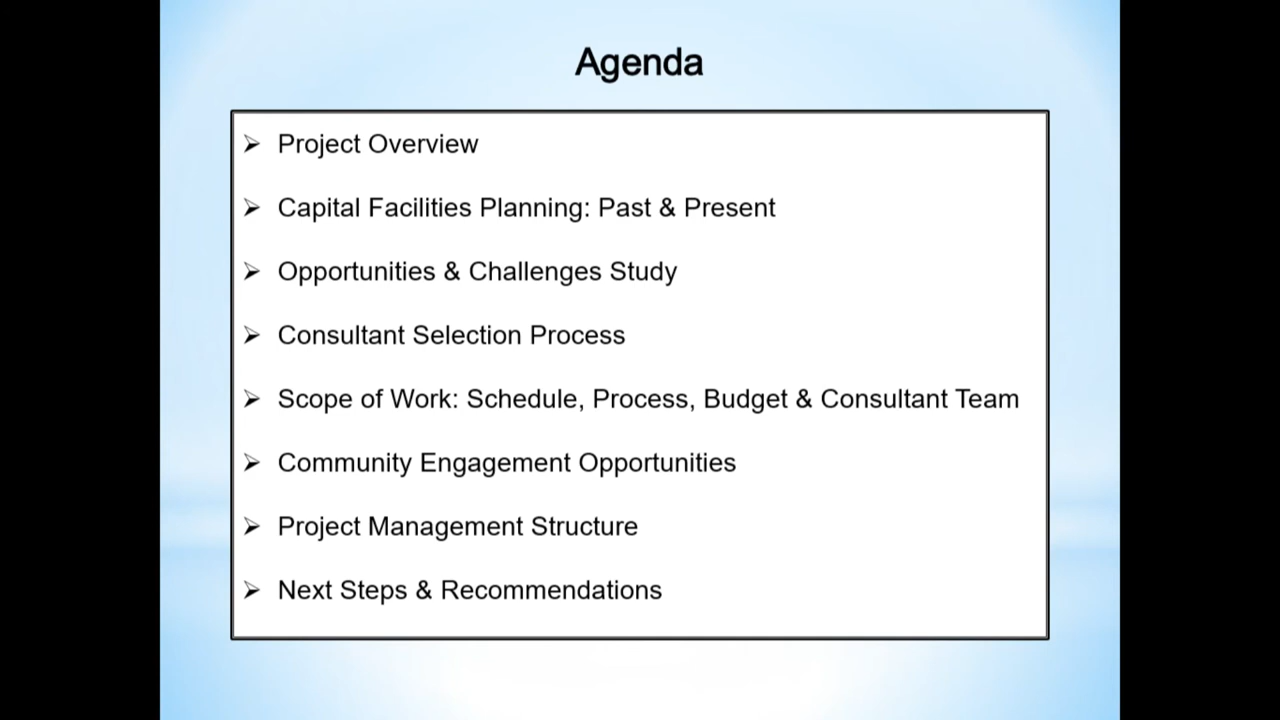 Agenda
➢ Project Overview
➢ Capital Facilities Planning: Past & Present
➢ Opportunities & Challenges Study
➢ Consultant Selection Process
➢ Scope of Work: Schedule, Process, Budget & Consultant Team
➢ Community Engagement Opportunities
➢ Project Management Structure
➢ Next Steps & Recommendations